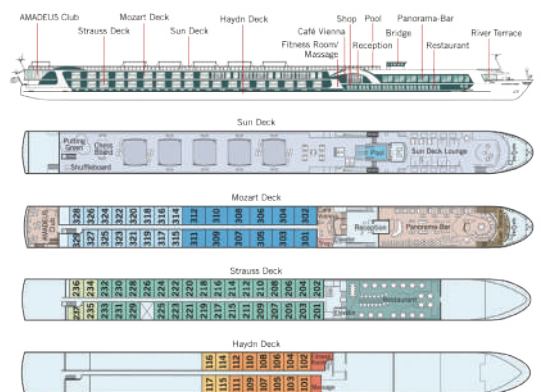 AMADEUS Club
Mozart Deck
Haydn Deck
Shop
Pool
Panorama-Bar
Strauss Deck
Sun Deck
Café Vienna
Bridge
River Terrace
Fitness Room/
Massage
Reception
Restaurant
Sun Deck
Putting
Green
Chess
Board
Shuffleboard
Pool
Sun Deck Lounge
Mozart Deck
AMADEUS
Club
328 326 324 322 320 318 316 314 312 310 308 306 304 302
329 327 325 323 321 319 317 315 311 309 307 305 303 301
Shop
Reception
Panorama-Bar
Strauss Deck
236 234 232 230 228 226 224 222 220 218 216 214 212 210 208 206 204 202
237 235 233 231 229 225 223 221 219 217 215 211 209 207 205 203 201
Restaurant
Haydn Deck
116 114 112 110 108 106 104 102
117 115 111 109 107 105 103 101
Massage